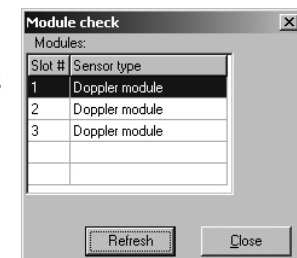 Module check
Modules:
Slot # Sensor type
1 Doppler module
2 Doppler module
3 Doppler module
Refresh Close